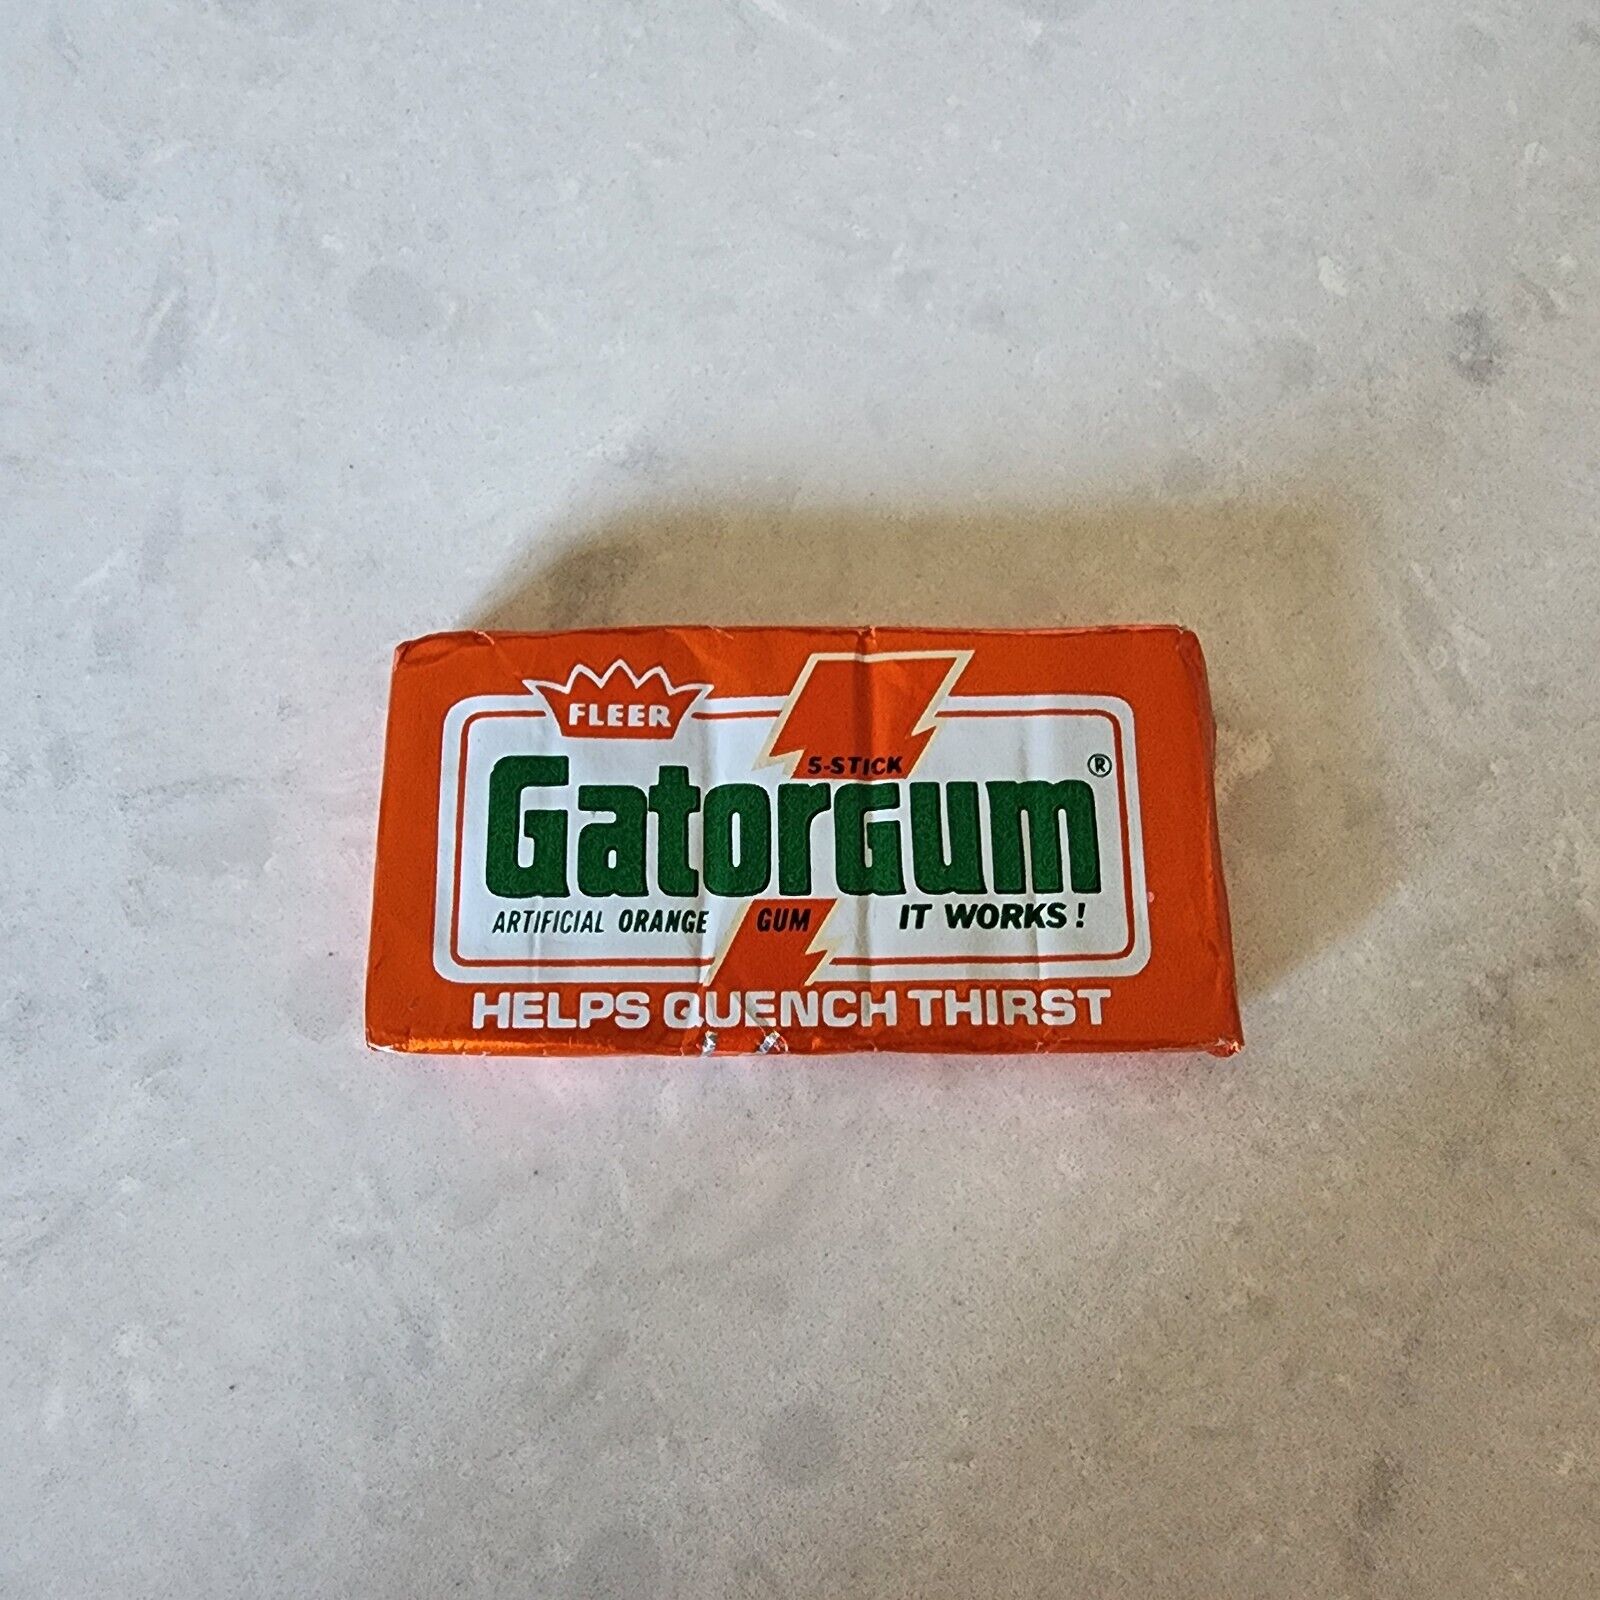 FLEER
5-STICK
GatorGum®
ARTIFICIAL ORANGE GUM IT WORKS!
HELPS QUENCH THIRST